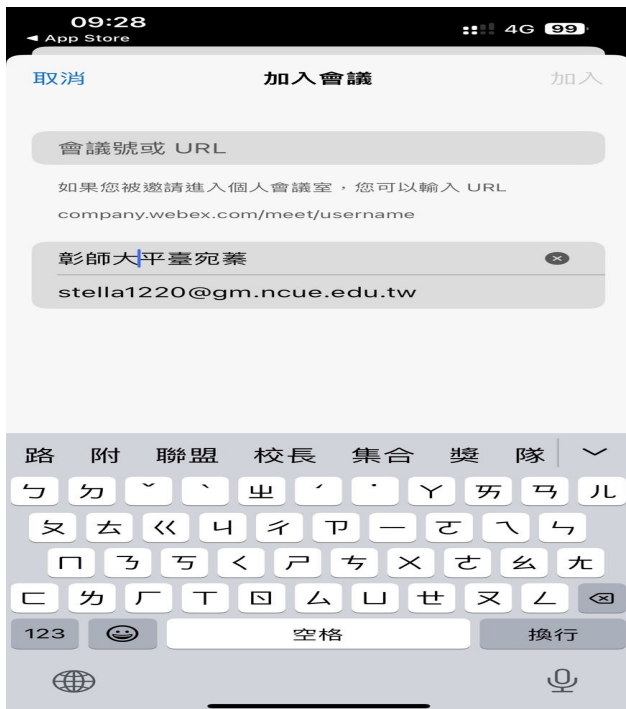 09:28
◀ App Store
4G 99
取消 加入會議 加入
會議號或 URL
如果您被邀請進入個人會議室，您可以輸入 URL
company.webex.com/meet/username
彰師大平臺宛蓁
stella1220@gm.ncue.edu.tw
路 附 聯盟 校長 集合 獎 隊
ㄅ ㄉ ˇ ˋ ㄓ ˊ ˙ ㄚ ㄞ ㄢ ㄦ
ㄆ ㄊ ㄍ ㄐ ㄔ ㄗ ㄧ ㄛ ㄟ ㄣ
ㄇ ㄋ ㄎ ㄑ ㄕ ㄘ ㄨ ㄜ ㄠ ㄤ
ㄈ ㄌ ㄏ ㄒ ㄖ ㄙ ㄩ ㄝ ㄡ ㄥ
123 空格 換行